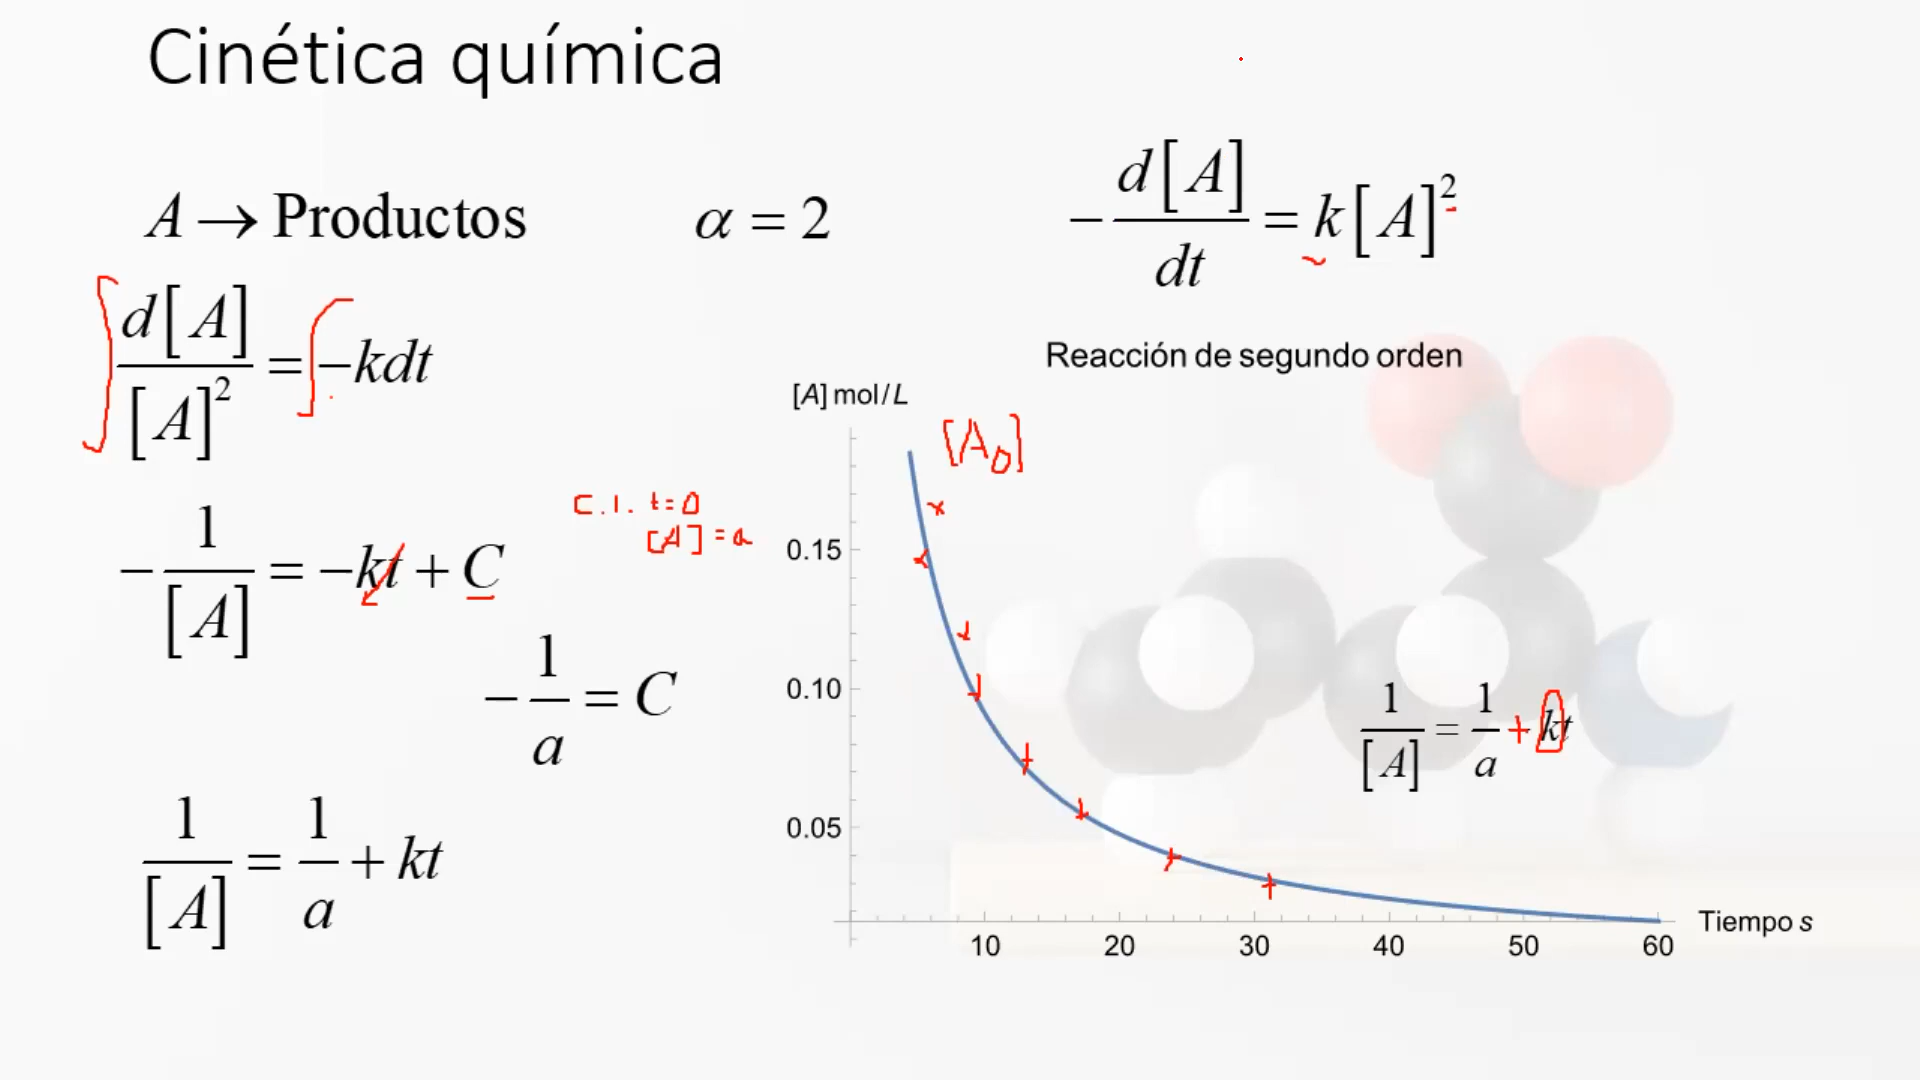 Cinética química
A → Productos
α = 2
−d[A]/dt = k[A]²
∫d[A]/[A]² = ∫−kdt
−1/[A] = −kt + C
C.I. t=0
[A] = a
−1/a = C
1/[A] = 1/a + kt
Reacción de segundo orden
[A] mol/L
[A₀]
0.15
0.10
0.05
1/[A] = 1/a + kt
10 20 30 40 50 60
Tiempo s